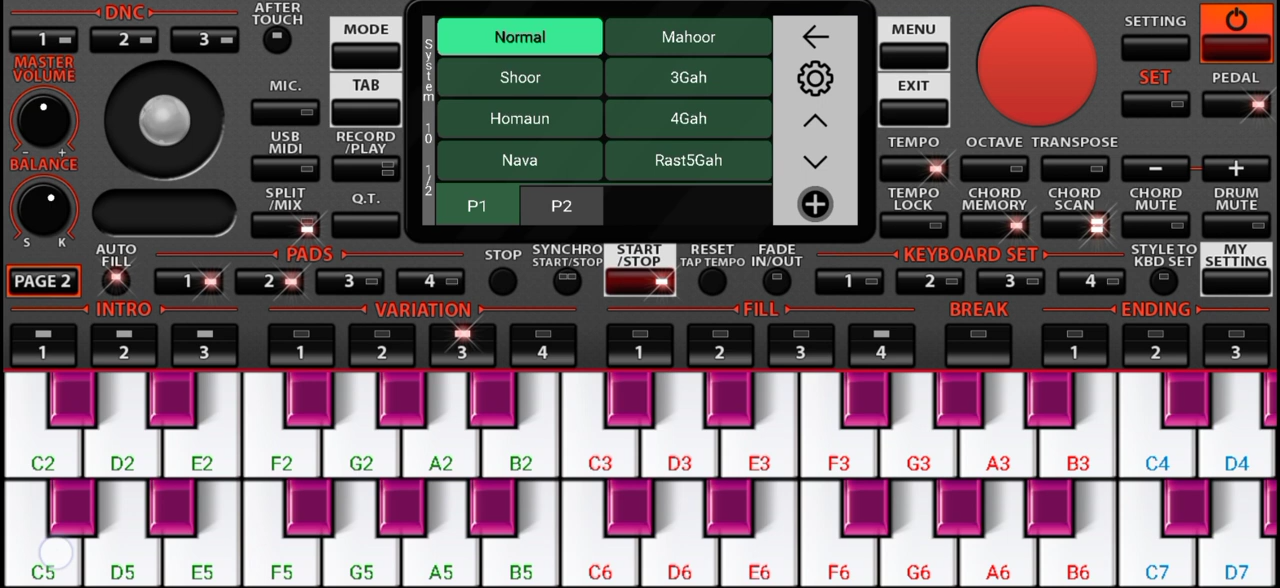 DNC
1 2 3
MASTER
VOLUME
- +
BALANCE
S K
AFTER
TOUCH
MODE
MIC.
TAB
USB
MIDI
RECORD
/PLAY
SPLIT
/MIX
Q.T.
System 10 1/2
Normal Mahoor
Shoor 3Gah
Homaun 4Gah
Nava Rast5Gah
P1 P2
MENU
EXIT
SETTING
SET PEDAL
TEMPO OCTAVE TRANSPOSE
- +
TEMPO
LOCK
CHORD
MEMORY
CHORD
SCAN
CHORD
MUTE
DRUM
MUTE
PAGE 2
AUTO
FILL
PADS
1 2 3 4
STOP
SYNCHRO
START/STOP
START
/STOP
RESET
TAP TEMPO
FADE
IN/OUT
KEYBOARD SET
1 2 3 4
STYLE TO
KBD SET
MY
SETTING
INTRO VARIATION FILL BREAK ENDING
1 2 3 1 2 3 4 1 2 3 4 1 2 3
C2 D2 E2 F2 G2 A2 B2 C3 D3 E3 F3 G3 A3 B3 C4 D4
C5 D5 E5 F5 G5 A5 B5 C6 D6 E6 F6 G6 A6 B6 C7 D7